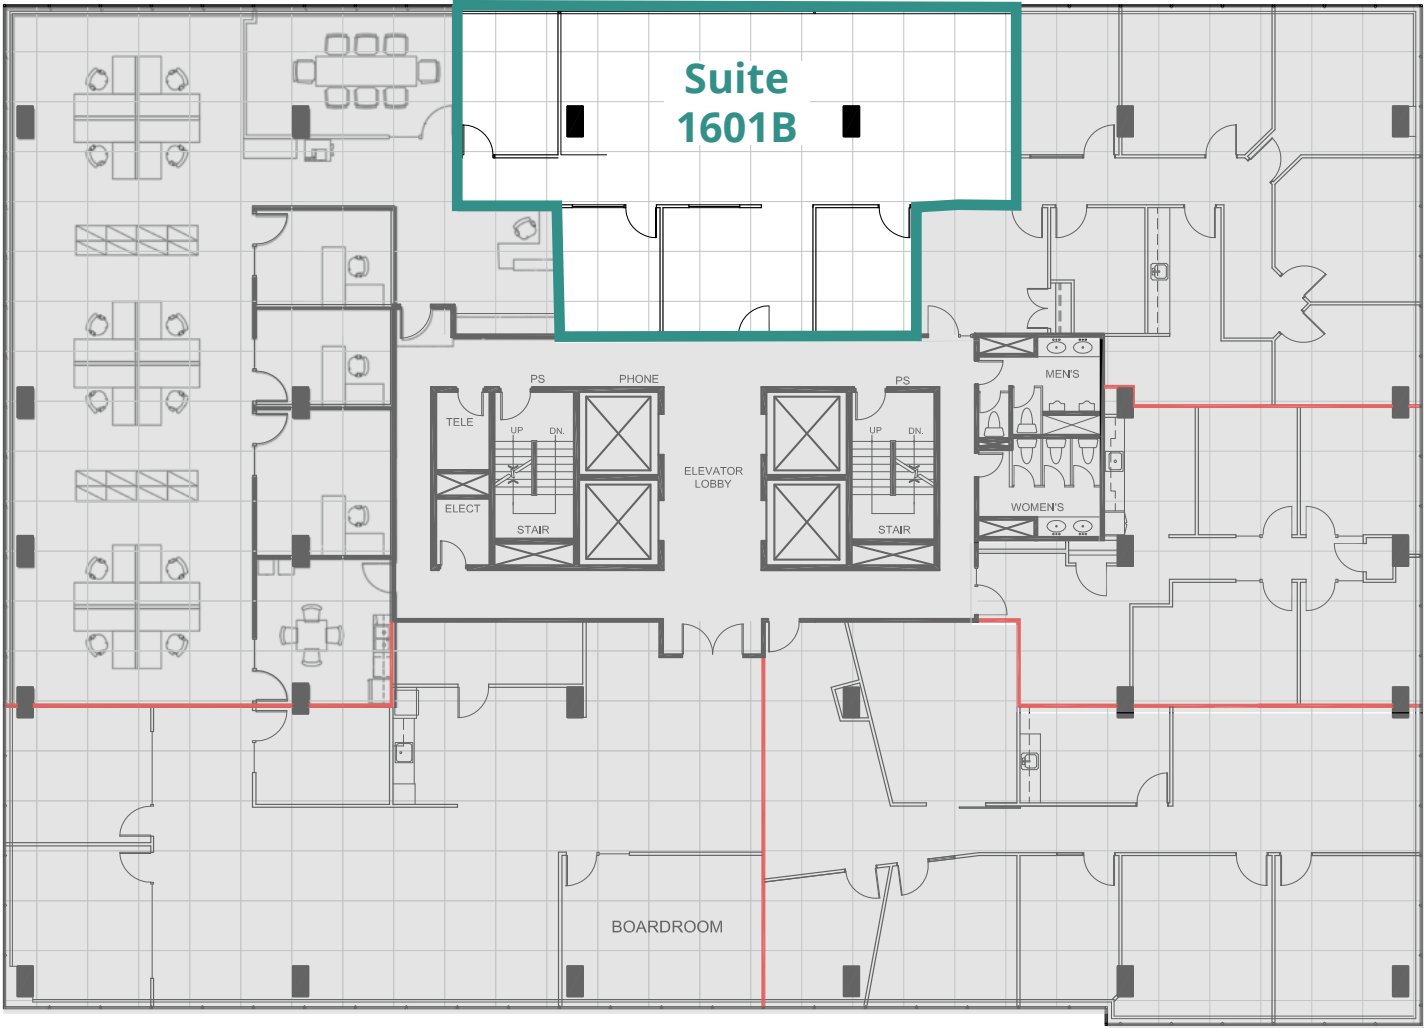 Suite
1601B
PS
PHONE
PS
MEN'S
TELE
UP
DN.
UP
DN.
ELEVATOR
LOBBY
ELECT
WOMEN'S
STAIR
STAIR
BOARDROOM